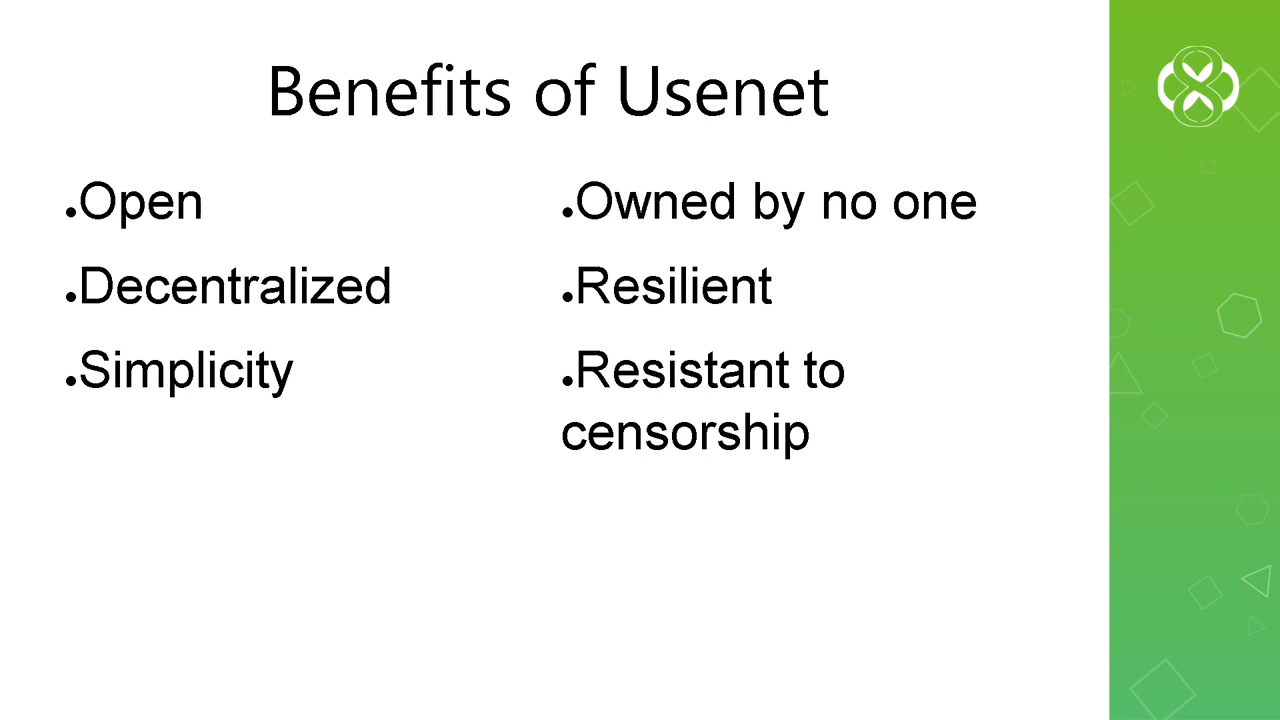 Benefits of Usenet
●Open
●Decentralized
●Simplicity
●Owned by no one
●Resilient
●Resistant to
censorship